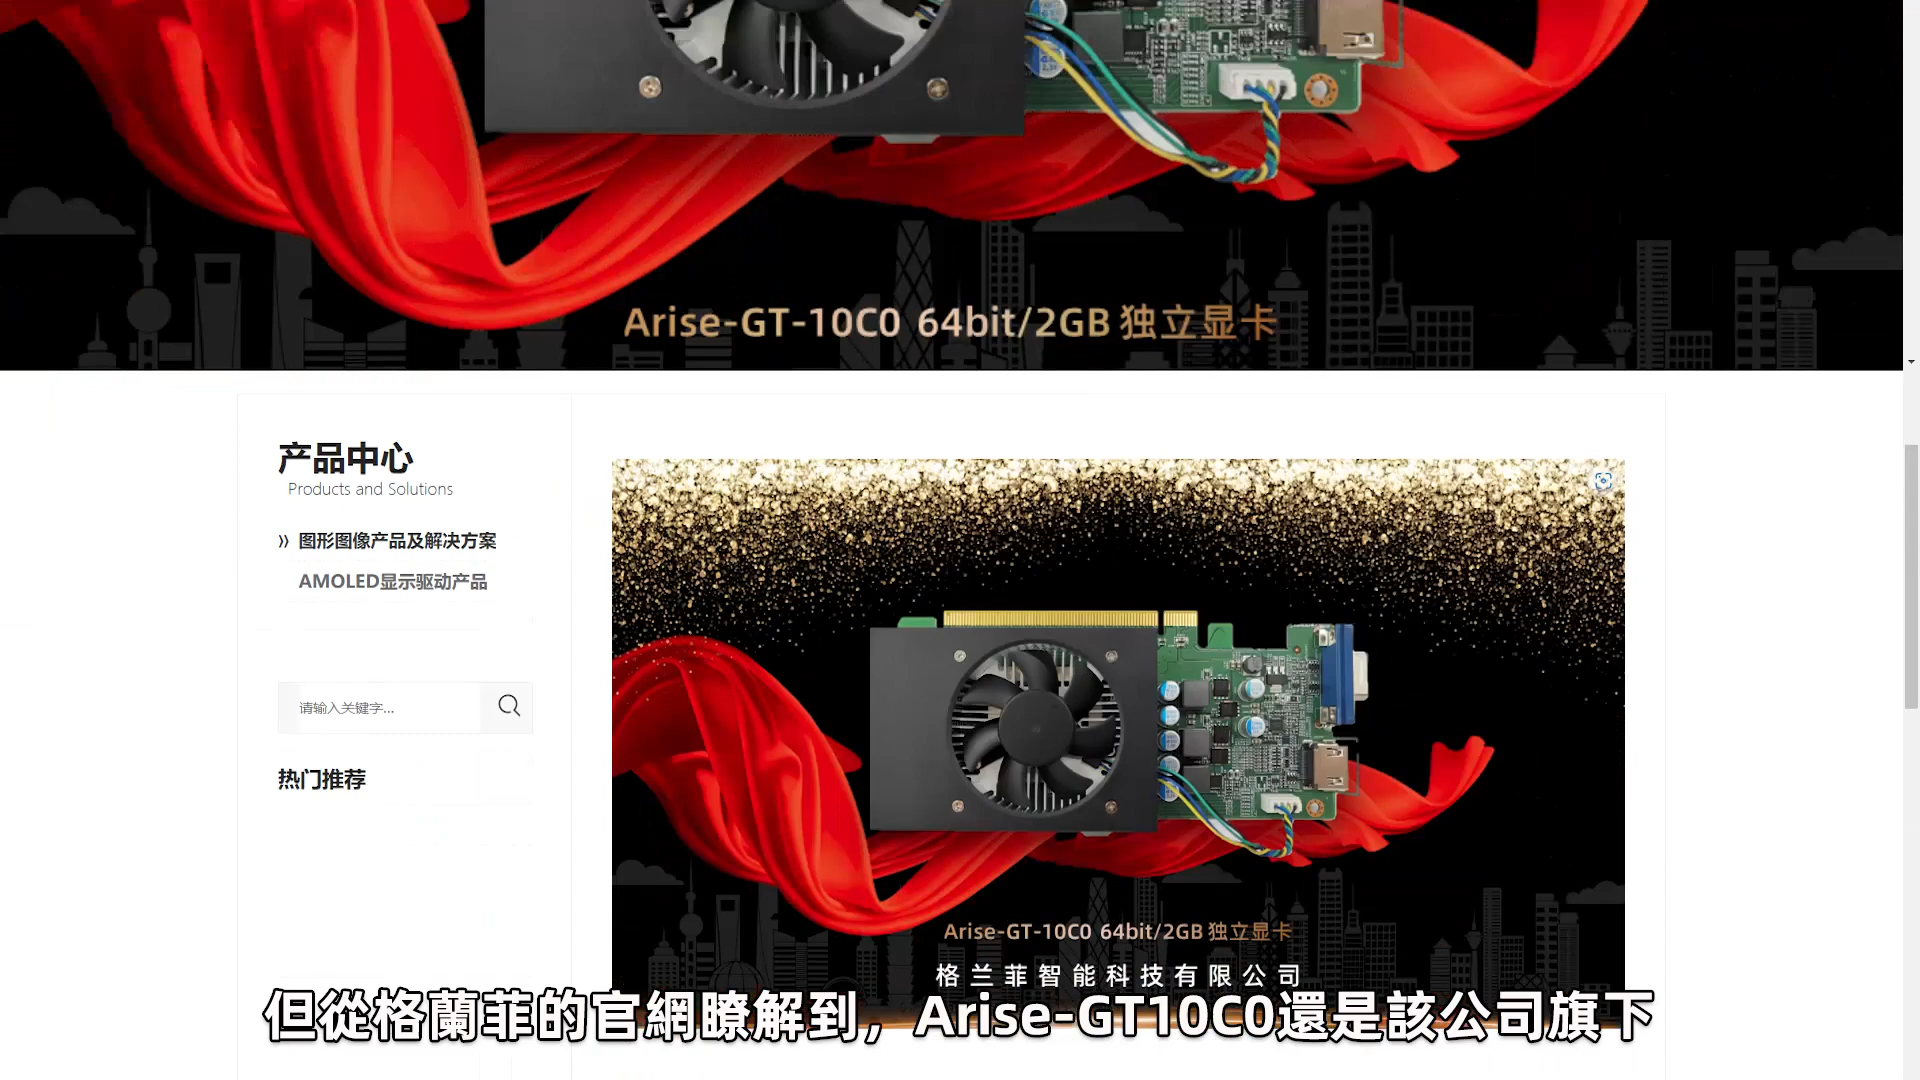 Arise-GT-10C0 64bit/2GB 独立显卡
产品中心
Products and Solutions
» 图形图像产品及解决方案
AMOLED显示驱动产品
请输入关键字...
热门推荐
Arise-GT-10C0 64bit/2GB 独立显卡
格兰菲智能科技有限公司
但從格蘭菲的官網瞭解到，Arise-GT10C0還是該公司旗下